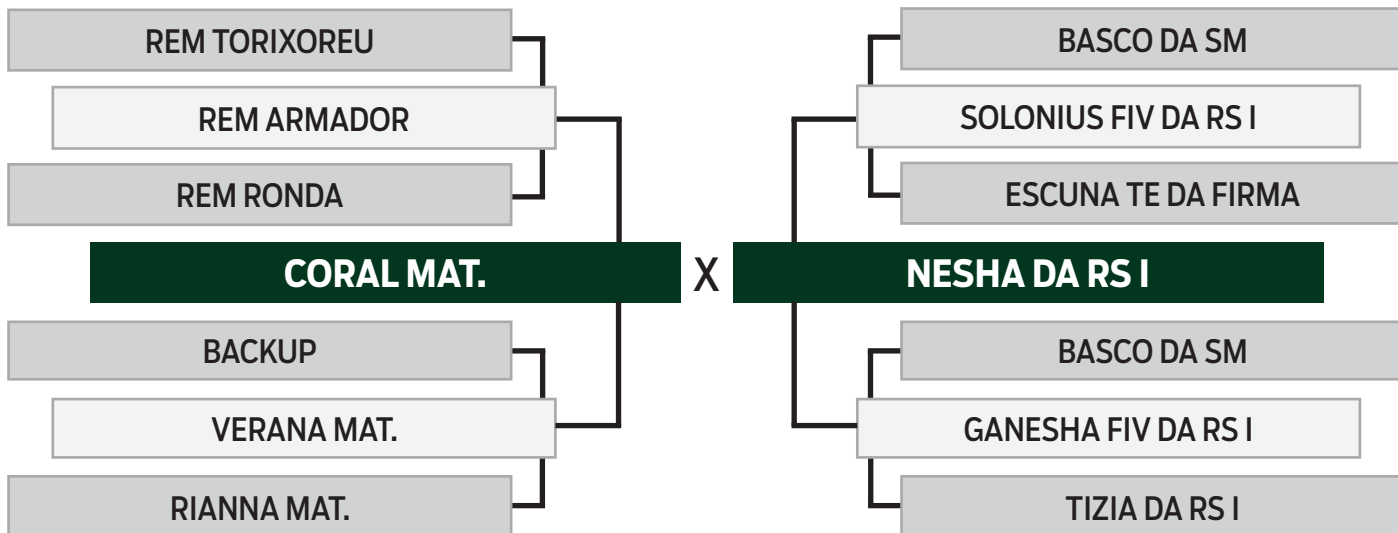 REM TORIXOREU
REM ARMADOR
REM RONDA
CORAL MAT.
BACKUP
VERANA MAT.
RIANNA MAT.
X
BASCO DA SM
SOLONIUS FIV DA RS I
ESCUNA TE DA FIRMA
NESHA DA RS I
BASCO DA SM
GANESHA FIV DA RS I
TIZIA DA RS I